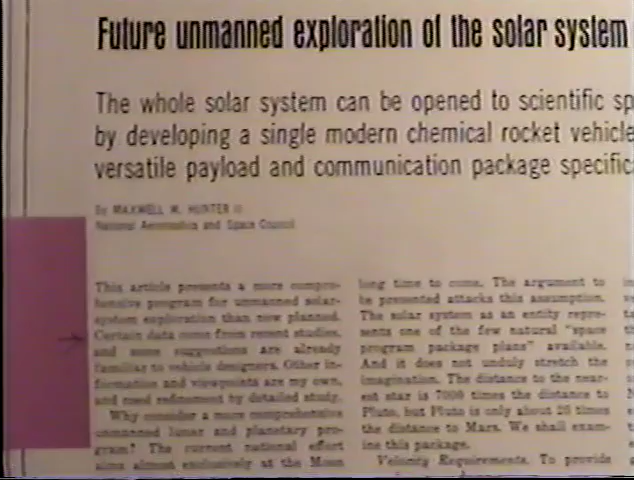 Future unmanned exploration of the solar system
The whole solar system can be opened to scientific sp
by developing a single modern chemical rocket vehicle
versatile payload and communication package specific
By MAXWELL W. HUNTER II
National Aeronautics and Space Council
This article presents a more compre-
hensive program for unmanned solar-
system exploration than now planned.
Certain data come from recent studies,
and some suggestions are already
familiar to vehicle designers. Other in-
formation and viewpoints are my own,
and need refinement by detailed study.
Why consider a more comprehensive
unmanned lunar and planetary pro-
gram? The current national effort
aims almost exclusively at the Moon
long time to come. The argument to
be presented attacks this assumption.
The solar system as an entity repre-
sents one of the few natural "space
program package plans" available.
And it does not unduly stretch the
imagination. The distance to the near-
est star is 7000 times the distance to
Pluto, but Pluto is only about 25 times
the distance to Mars. We shall exam-
ine this package.
Velocity Requirements. To provide